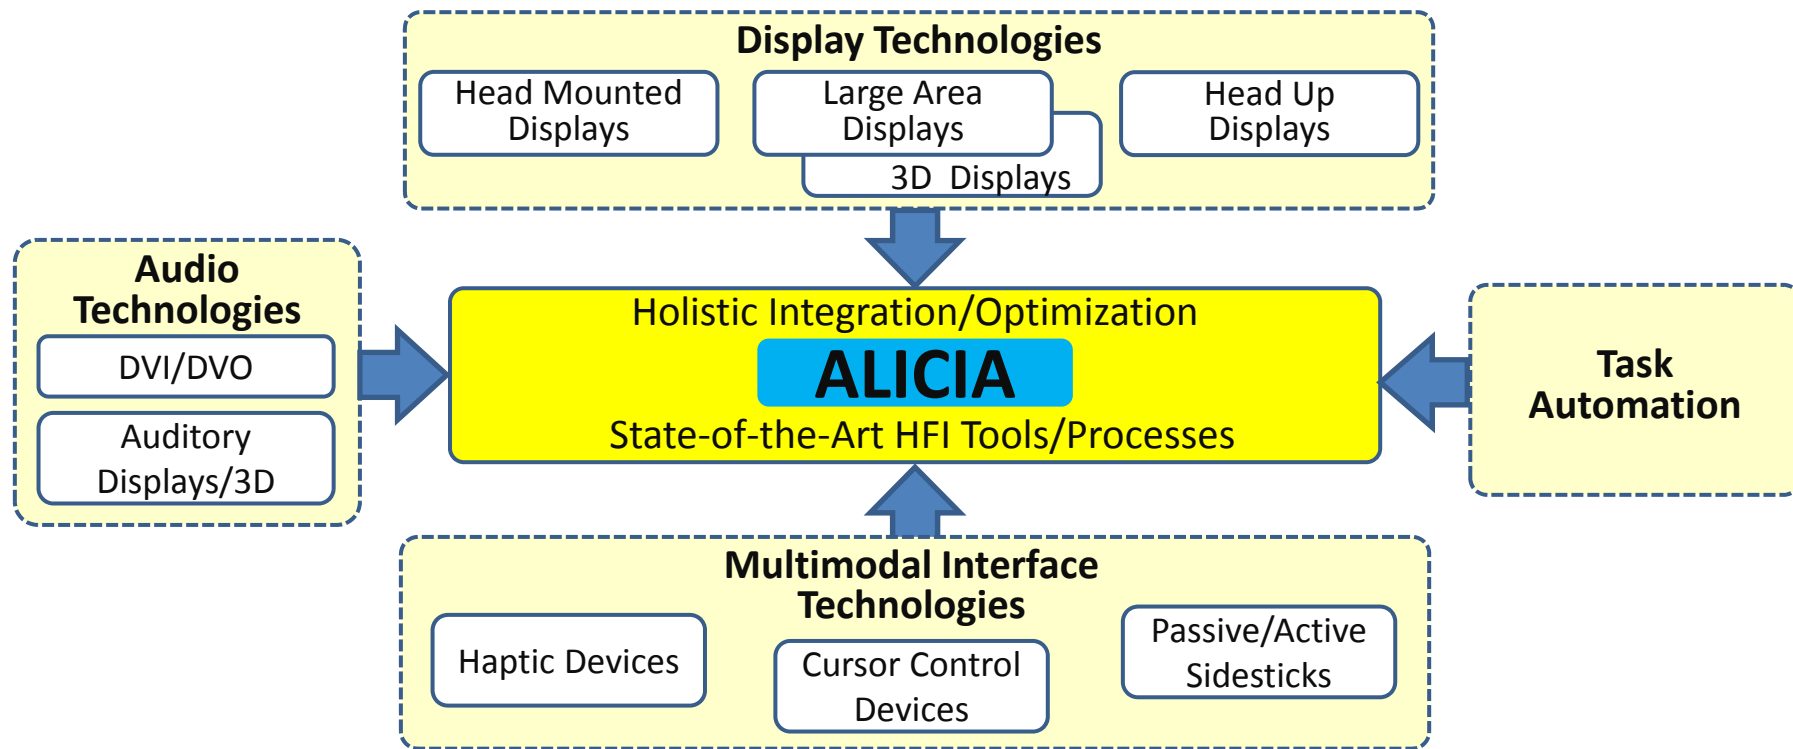 Display Technologies
Head Mounted
Displays
Large Area
Displays
3D Displays
Head Up
Displays
Audio
Technologies
DVI/DVO
Auditory
Displays/3D
Holistic Integration/Optimization
ALICIA
State-of-the-Art HFI Tools/Processes
Task
Automation
Multimodal Interface
Technologies
Haptic Devices
Cursor Control
Devices
Passive/Active
Sidesticks